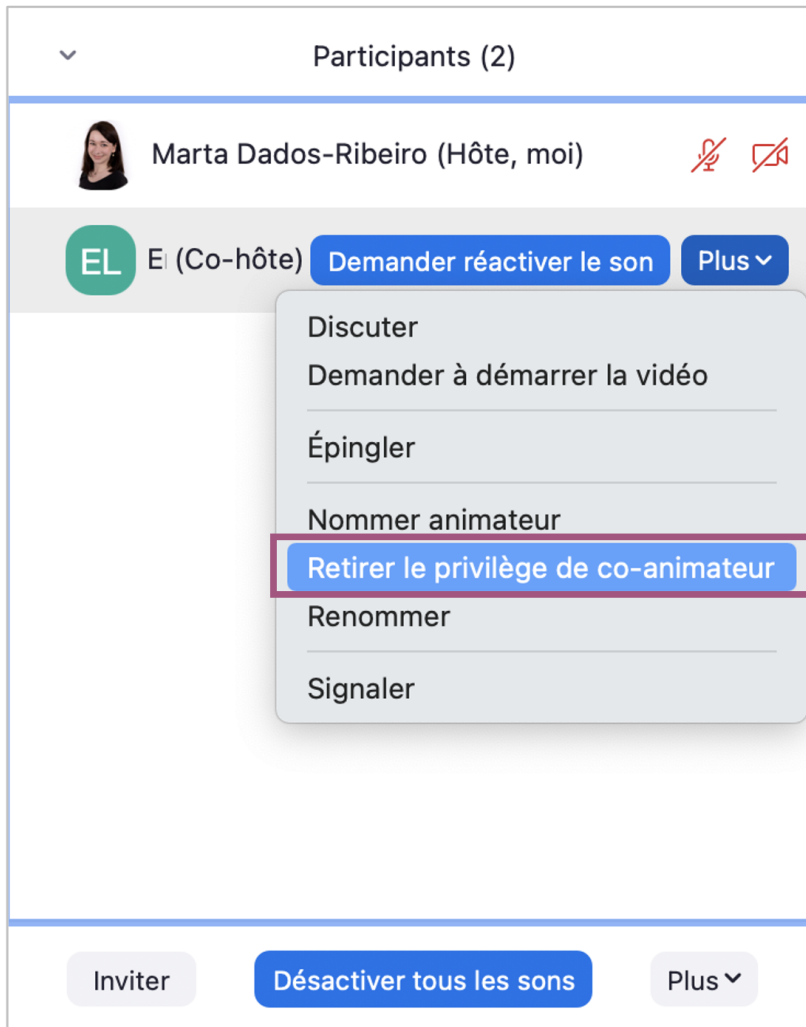 Participants (2)
Marta Dados-Ribeiro (Hôte, moi)
EL (Co-hôte) Demander réactiver le son Plus
Discuter
Demander à démarrer la vidéo
Épingler
Nommer animateur
Retirer le privilège de co-animateur
Renommer
Signaler
Inviter Désactiver tous les sons Plus